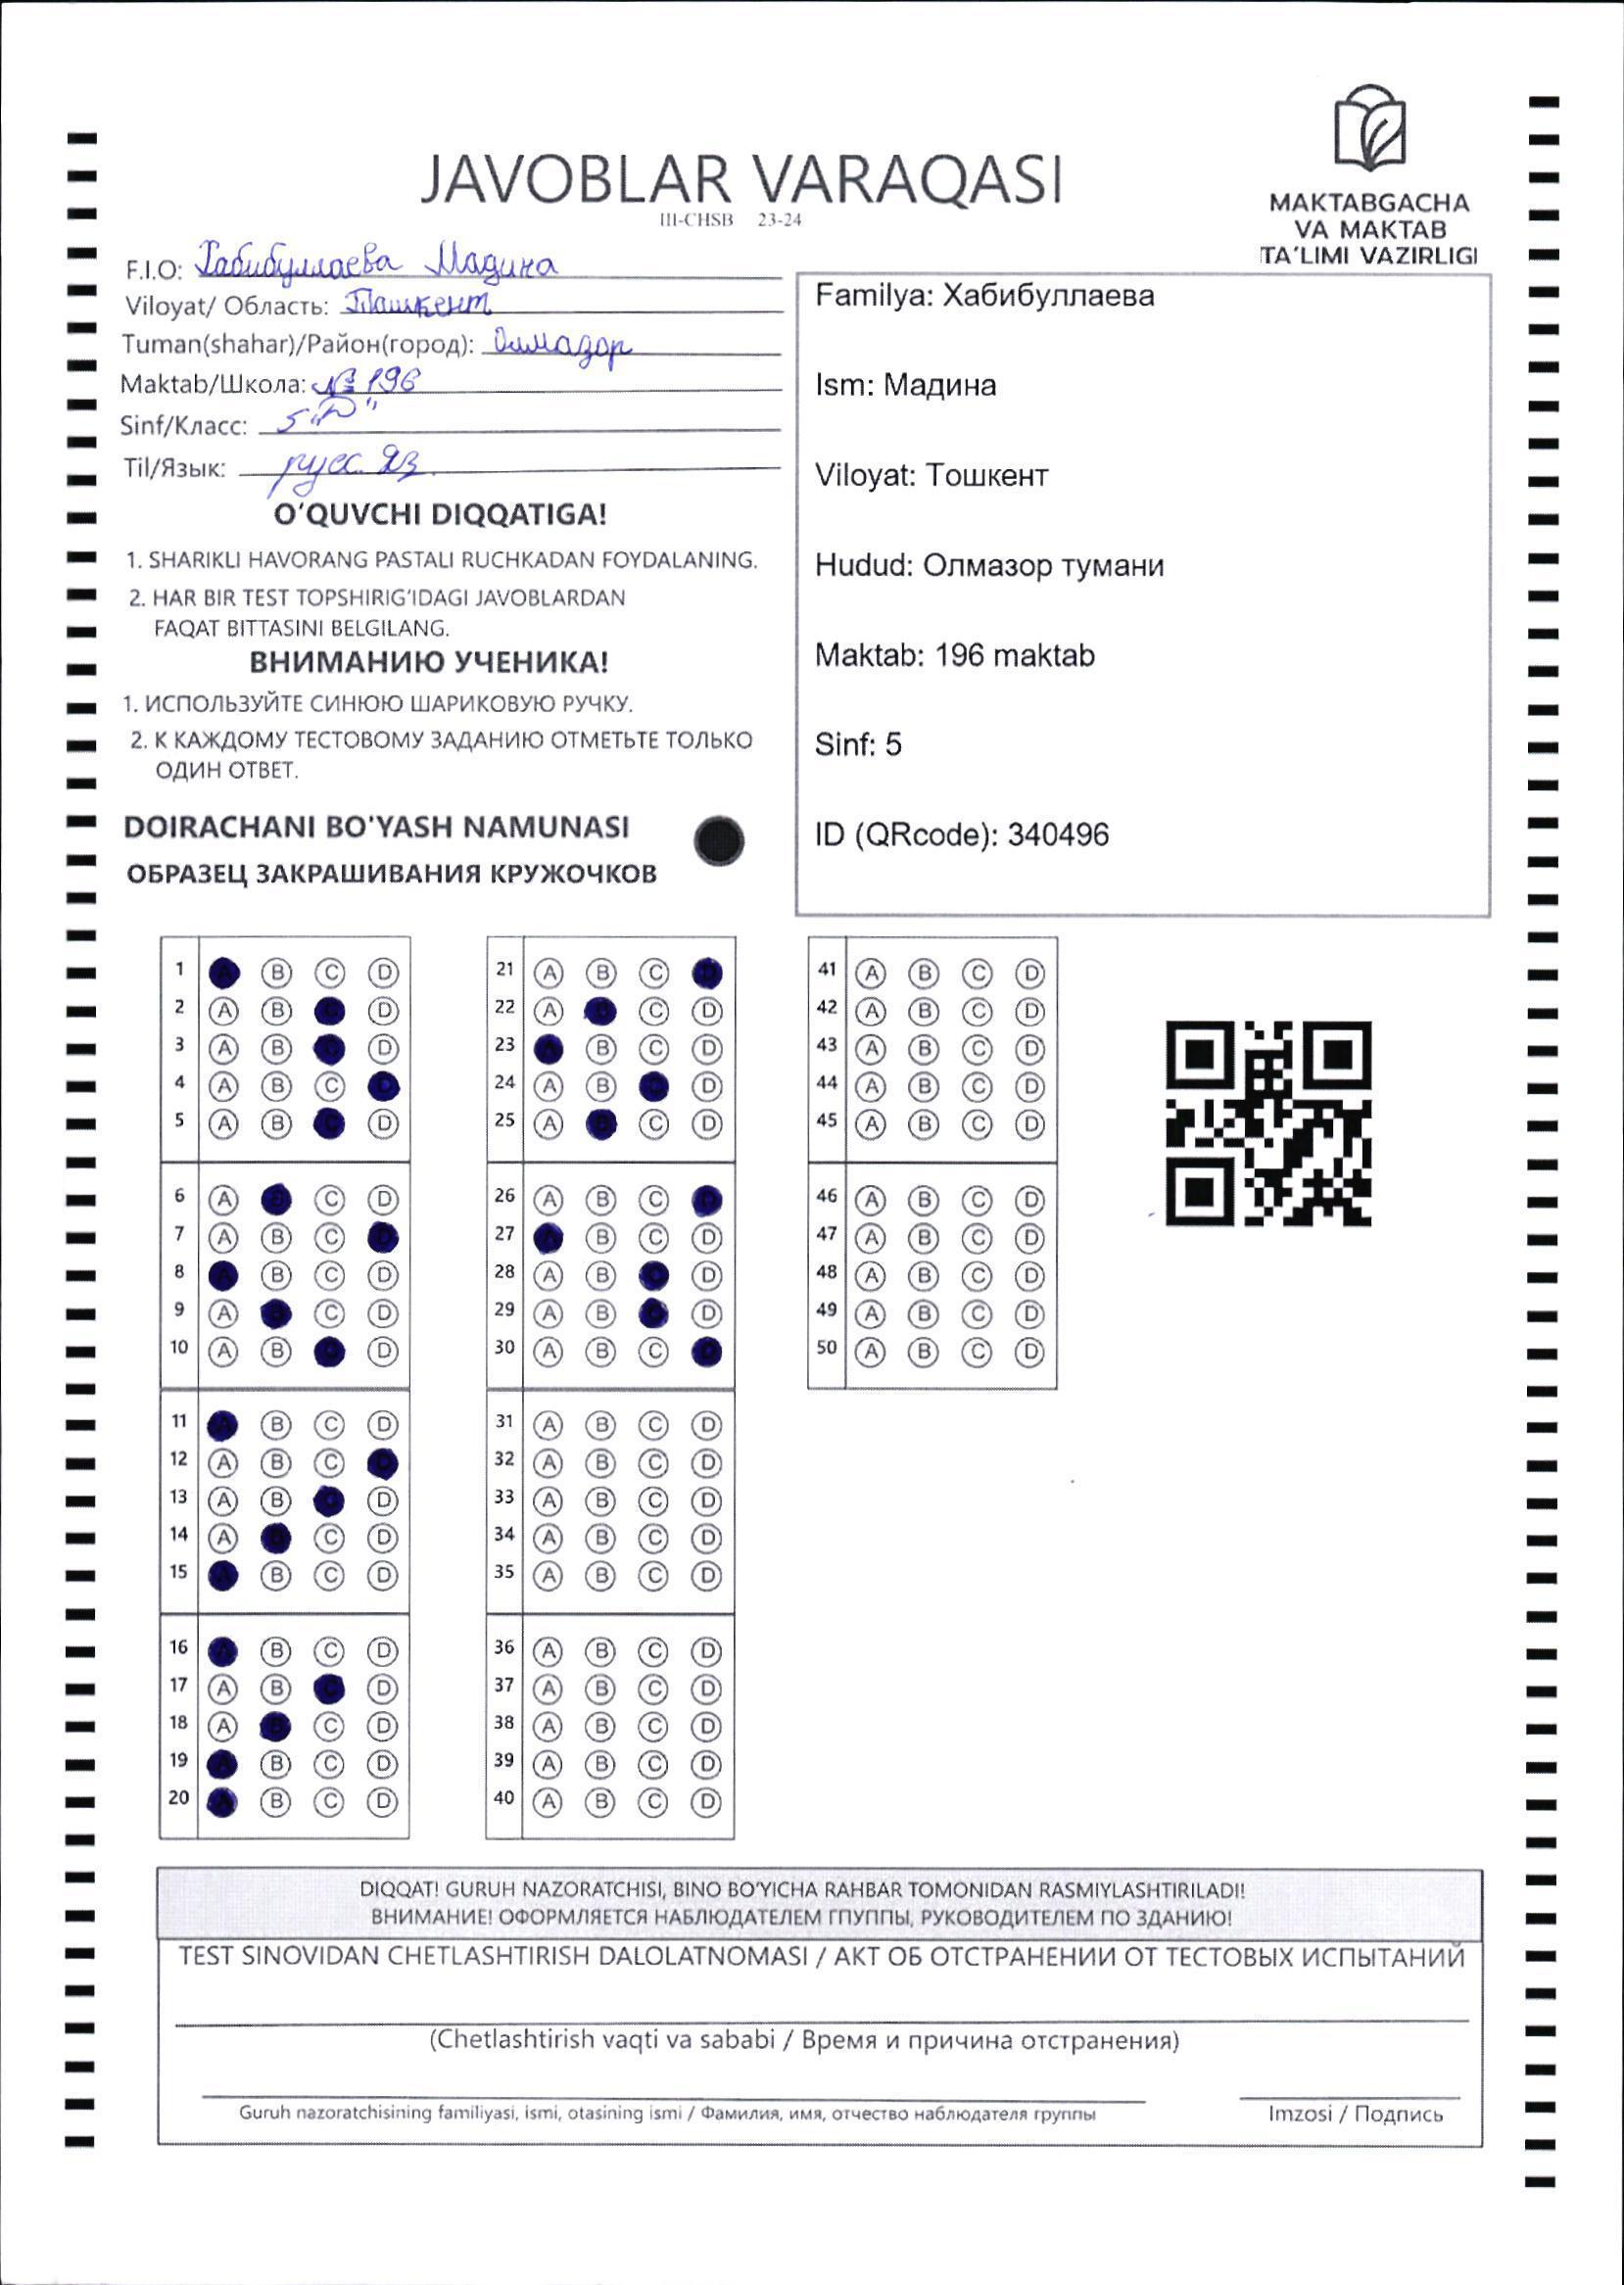 JAVOBLAR VARAQASI
III-CHSB 23-24
MAKTABGACHA
VA MAKTAB
TA'LIMI VAZIRLIGI
F.I.O: Хабибуллаева Мадина
Viloyat/ Область: Ташкент
Tuman(shahar)/Район(город): Олмазор
Maktab/Школа: № 196
Sinf/Класс: 5 "D"
Til/Язык: русс. яз.
Familya: Хабибуллаева
Ism: Мадина
Viloyat: Тошкент
Hudud: Олмазор тумани
Maktab: 196 maktab
Sinf: 5
ID (QRcode): 340496
O'QUVCHI DIQQATIGA!
1. SHARIKLI HAVORANG PASTALI RUCHKADAN FOYDALANING.
2. HAR BIR TEST TOPSHIRIG'IDAGI JAVOBLARDAN
FAQAT BITTASINI BELGILANG.
ВНИМАНИЮ УЧЕНИКА!
1. ИСПОЛЬЗУЙТЕ СИНЮЮ ШАРИКОВУЮ РУЧКУ.
2. К КАЖДОМУ ТЕСТОВОМУ ЗАДАНИЮ ОТМЕТЬТЕ ТОЛЬКО
ОДИН ОТВЕТ.
DOIRACHANI BO'YASH NAMUNASI
ОБРАЗЕЦ ЗАКРАШИВАНИЯ КРУЖОЧКОВ
1 A B C D
2 A B D
3 A B D
4 A B C
5 A B D
6 A C D
7 A B C
8 B C D
9 A C D
10 A B D
11 B C D
12 A B C
13 A B D
14 A C D
15 B C D
16 B C D
17 A B D
18 A C D
19 A B C D
20 A B C D
21 A B C
22 A C D
23 B C D
24 A B D
25 A C D
26 A B C
27 B C D
28 A B D
29 A B D
30 A B C
31 A B C D
32 A B C D
33 A B C D
34 A B C D
35 A B C D
36 A B C D
37 A B C D
38 A B C D
39 A B C D
40 A B C D
41 A B C D
42 A B C D
43 A B C D
44 A B C D
45 A B C D
46 A B C D
47 A B C D
48 A B C D
49 A B C D
50 A B C D
DIQQAT! GURUH NAZORATCHISI, BINO BO'YICHA RAHBAR TOMONIDAN RASMIYLASHTIRILADI!
ВНИМАНИЕ! ОФОРМЛЯЕТСЯ НАБЛЮДАТЕЛЕМ ГПУППЫ, РУКОВОДИТЕЛЕМ ПО ЗДАНИЮ!
TEST SINOVIDAN CHETLASHTIRISH DALOLATNOMASI / АКТ ОБ ОТСТРАНЕНИИ ОТ ТЕСТОВЫХ ИСПЫТАНИЙ
(Chetlashtirish vaqti va sababi / Время и причина отстранения)
Guruh nazoratchisining familiyasi, ismi, otasining ismi / Фамилия, имя, отчество наблюдателя группы
Imzosi / Подпись